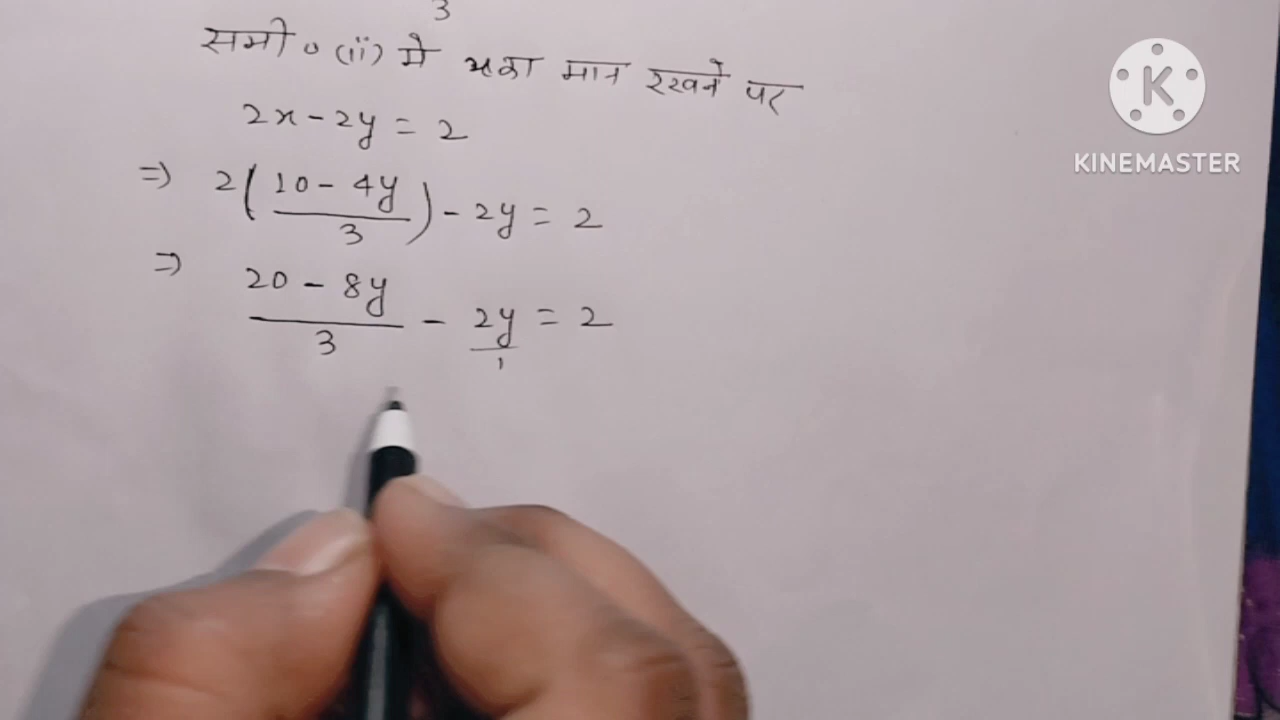 3
समी० (ii) मे x का मान रखने पर
2x - 2y = 2
=> 2(10 - 4y / 3) - 2y = 2
=> 20 - 8y / 3 - 2y / 1 = 2
K
KINEMASTER